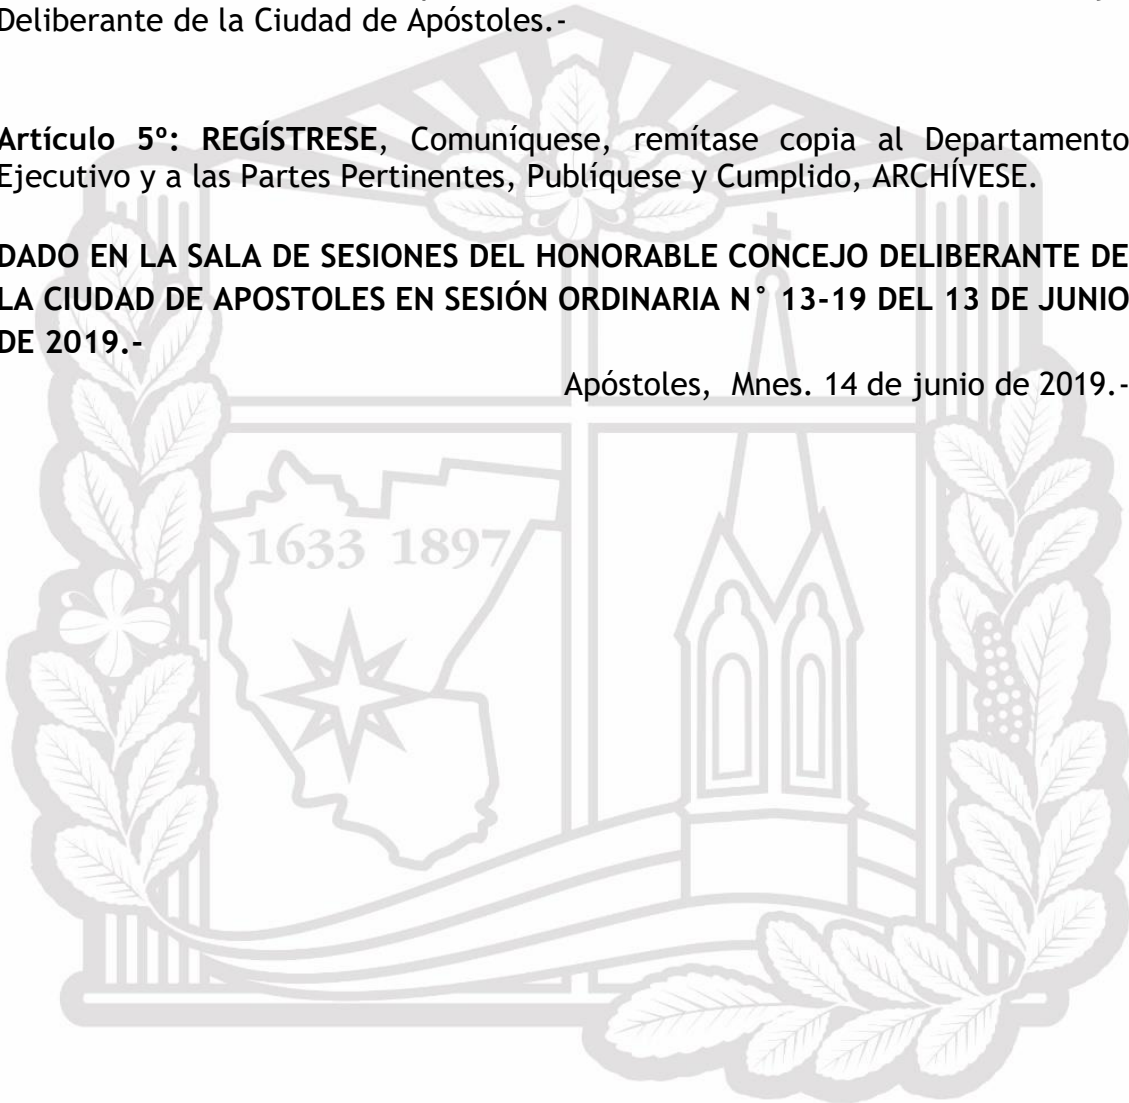 Deliberante de la Ciudad de Apóstoles.-
Artículo 5º: REGÍSTRESE, Comuníquese, remítase copia al Departamento
Ejecutivo y a las Partes Pertinentes, Publíquese y Cumplido, ARCHÍVESE.
DADO EN LA SALA DE SESIONES DEL HONORABLE CONCEJO DELIBERANTE DE
LA CIUDAD DE APOSTOLES EN SESIÓN ORDINARIA N° 13-19 DEL 13 DE JUNIO
DE 2019.-
Apóstoles,  Mnes. 14 de junio de 2019.-
1633 1897